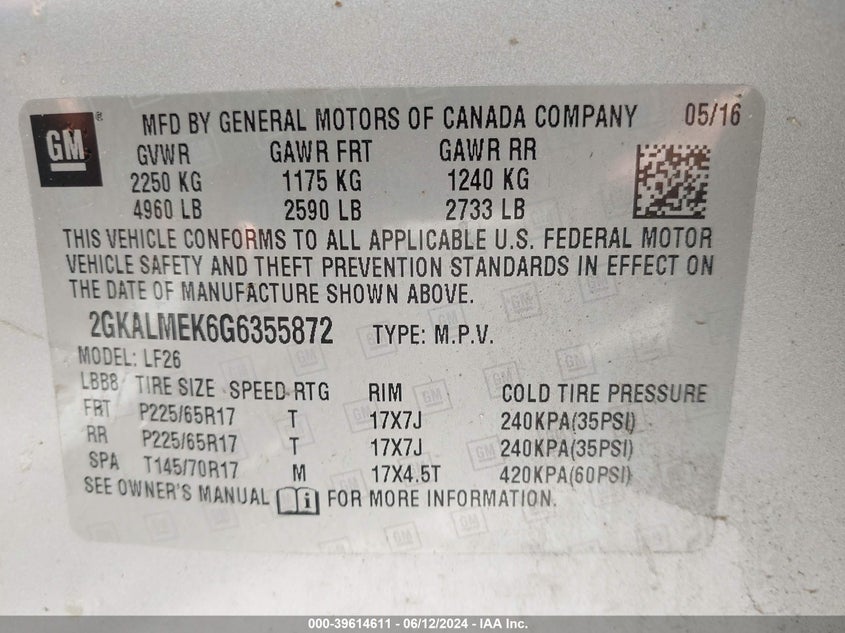 GM ® MFD BY GENERAL MOTORS OF CANADA COMPANY 05/16
GVWR GAWR FRT GAWR RR
2250 KG 1175 KG 1240 KG
4960 LB 2590 LB 2733 LB
THIS VEHICLE CONFORMS TO ALL APPLICABLE U.S. FEDERAL MOTOR
VEHICLE SAFETY AND THEFT PREVENTION STANDARDS IN EFFECT ON
THE DATE OF MANUFACTURE SHOWN ABOVE.
2GKALMEK6G6355872 TYPE: M.P.V.
MODEL: LF26
LBB8 TIRE SIZE SPEED RTG RIM COLD TIRE PRESSURE
FRT P225/65R17 T 17X7J 240KPA(35PSI)
RR P225/65R17 T 17X7J 240KPA(35PSI)
SPA T145/70R17 M 17X4.5T 420KPA(60PSI)
SEE OWNER'S MANUAL i FOR MORE INFORMATION.
000-39614611 - 06/12/2024 - IAA Inc.